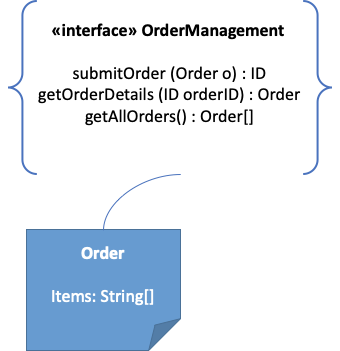 «interface» OrderManagement
submitOrder (Order o) : ID
getOrderDetails (ID orderID) : Order
getAllOrders() : Order[]
Order
Items: String[]